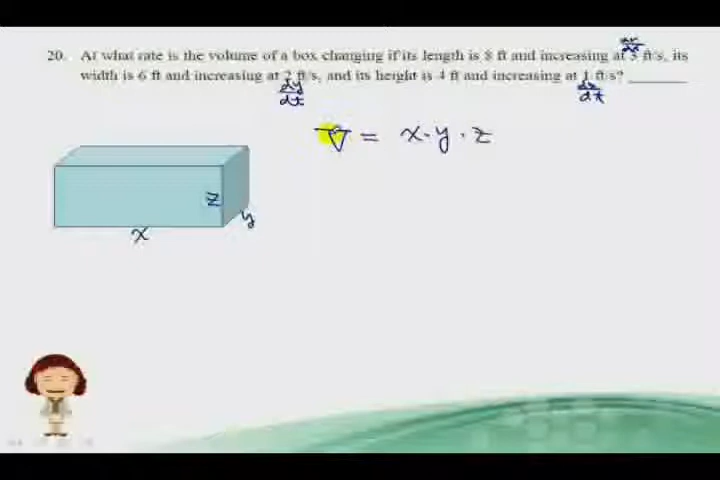 20. At what rate is the volume of a box changing if its length is 8 ft and increasing at 3 ft/s, its
width is 6 ft and increasing at 2 ft/s, and its height is 4 ft and increasing at 1 ft/s? ______
dy/dt
dz/dt
V = x · y · z
z
y
x